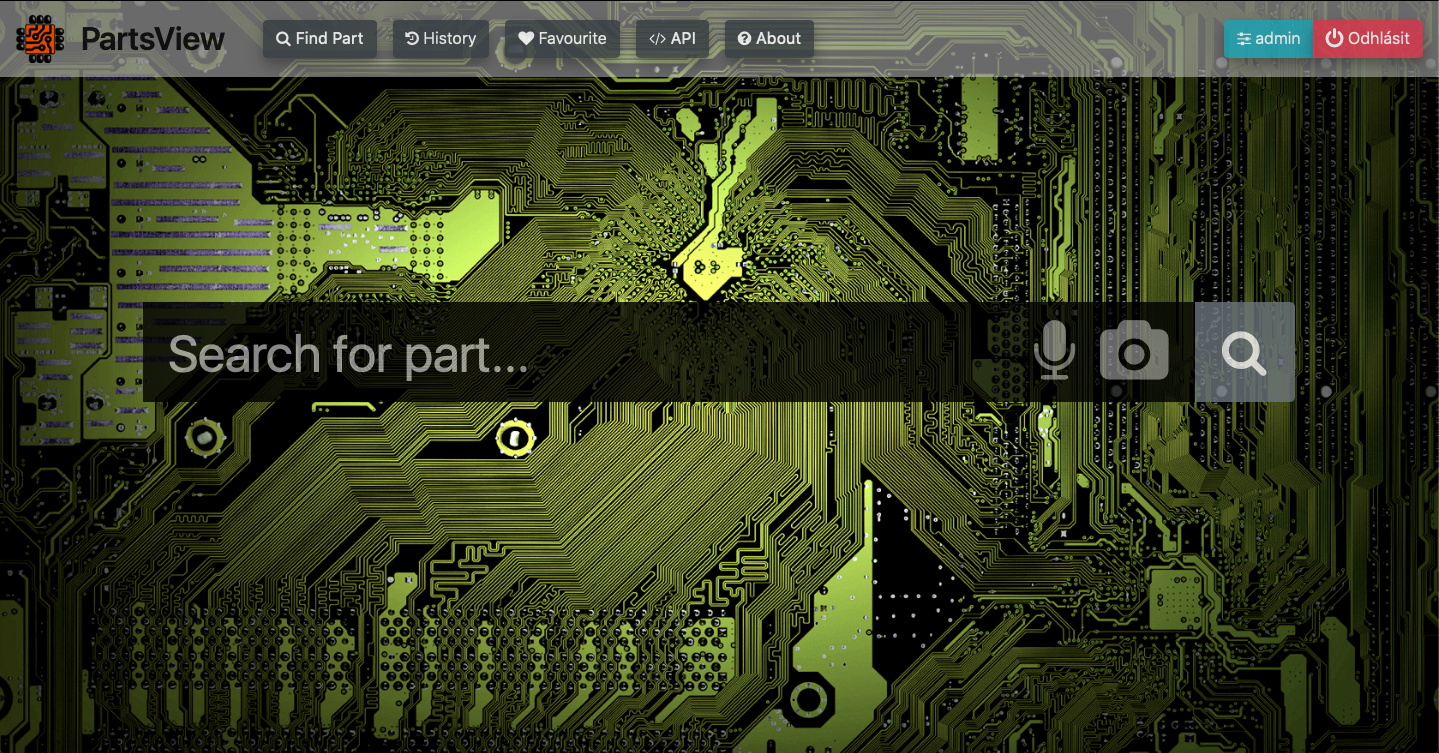 PartsView
Find Part
History
Favourite
API
About
admin
Odhlásit
Search for part...